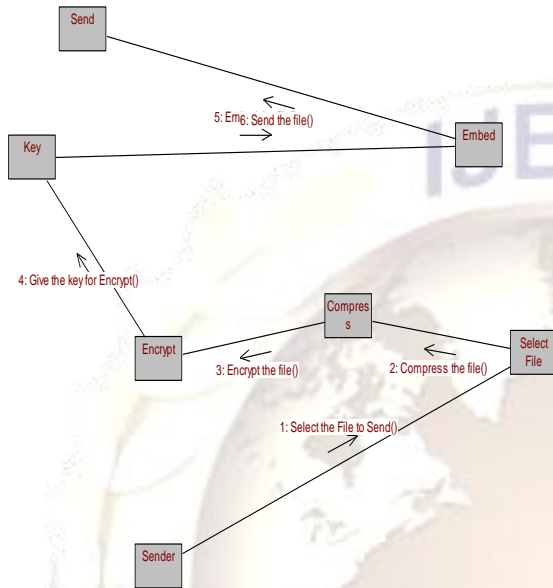 Send
5: Em
6: Send the file()
Key
Embed
IJE
4: Give the key for Encrypt()
Compres
s
Encrypt
Select
File
3: Encrypt the file()
2: Compress the file()
1: Select the File to Send()
Sender